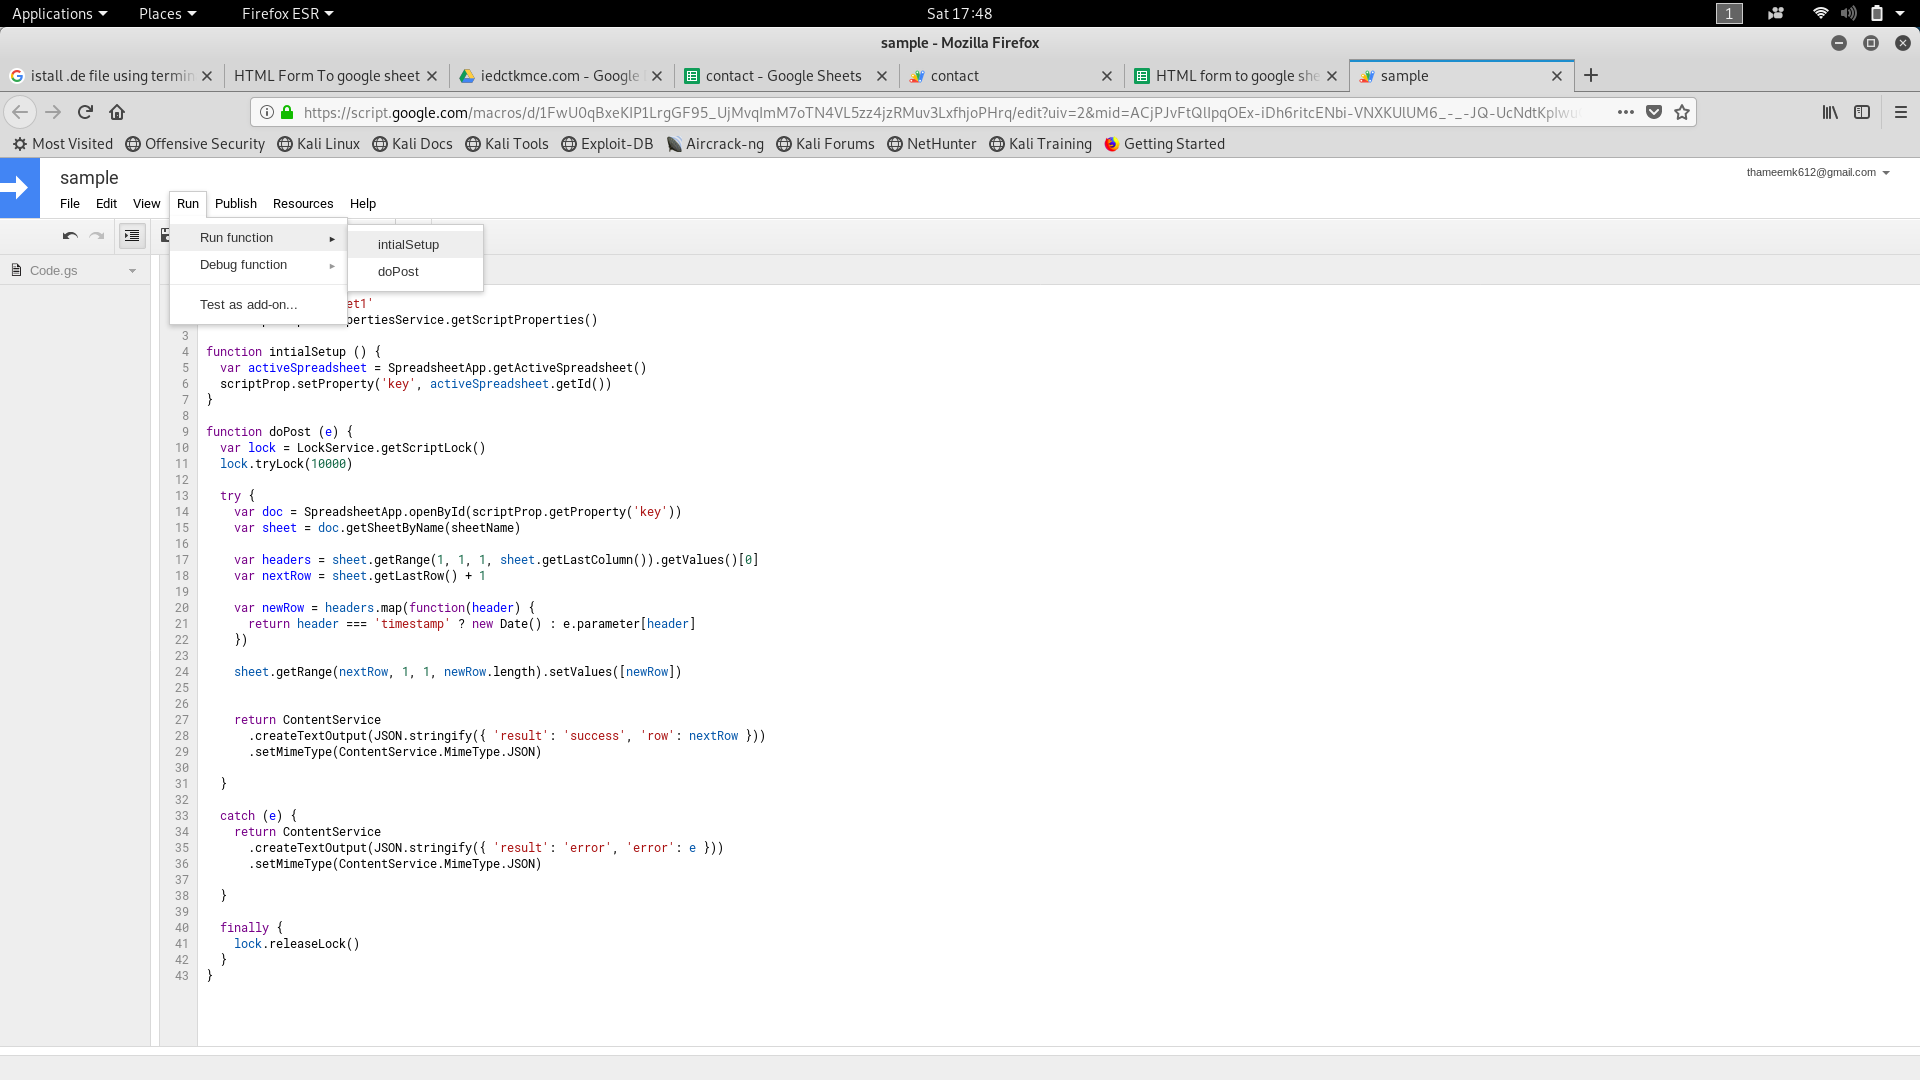 Applications Places Firefox ESR Sat 17:48 1
sample - Mozilla Firefox
istall .de file using termin HTML Form To google sheet iedctkmce.com - Google contact - Google Sheets contact HTML form to google she sample
https://script.google.com/macros/d/1FwU0qBxeKIP1LrgGF95_UjMvqlmM7oTN4VL5zz4jzRMuv3LxfhjoPHrq/edit?uiv=2&mid=ACjPJvFtQlIpqOEx-iDh6ritcENbi-VNXKUlUM6_-_-JQ-UcNdtKpIwu
Most Visited Offensive Security Kali Linux Kali Docs Kali Tools Exploit-DB Aircrack-ng Kali Forums NetHunter Kali Training Getting Started
sample thameemk612@gmail.com
File Edit View Run Publish Resources Help
Run function
intialSetup
Debug function
doPost
Test as add-on...
Code.gs
et1'
pertiesService.getScriptProperties()
3
4 function intialSetup () {
5 var activeSpreadsheet = SpreadsheetApp.getActiveSpreadsheet()
6 scriptProp.setProperty('key', activeSpreadsheet.getId())
7 }
8
9 function doPost (e) {
10 var lock = LockService.getScriptLock()
11 lock.tryLock(10000)
12
13 try {
14 var doc = SpreadsheetApp.openById(scriptProp.getProperty('key'))
15 var sheet = doc.getSheetByName(sheetName)
16
17 var headers = sheet.getRange(1, 1, 1, sheet.getLastColumn()).getValues()[0]
18 var nextRow = sheet.getLastRow() + 1
19
20 var newRow = headers.map(function(header) {
21 return header === 'timestamp' ? new Date() : e.parameter[header]
22 })
23
24 sheet.getRange(nextRow, 1, 1, newRow.length).setValues([newRow])
25
26
27 return ContentService
28 .createTextOutput(JSON.stringify({ 'result': 'success', 'row': nextRow }))
29 .setMimeType(ContentService.MimeType.JSON)
30
31 }
32
33 catch (e) {
34 return ContentService
35 .createTextOutput(JSON.stringify({ 'result': 'error', 'error': e }))
36 .setMimeType(ContentService.MimeType.JSON)
37
38 }
39
40 finally {
41 lock.releaseLock()
42 }
43 }